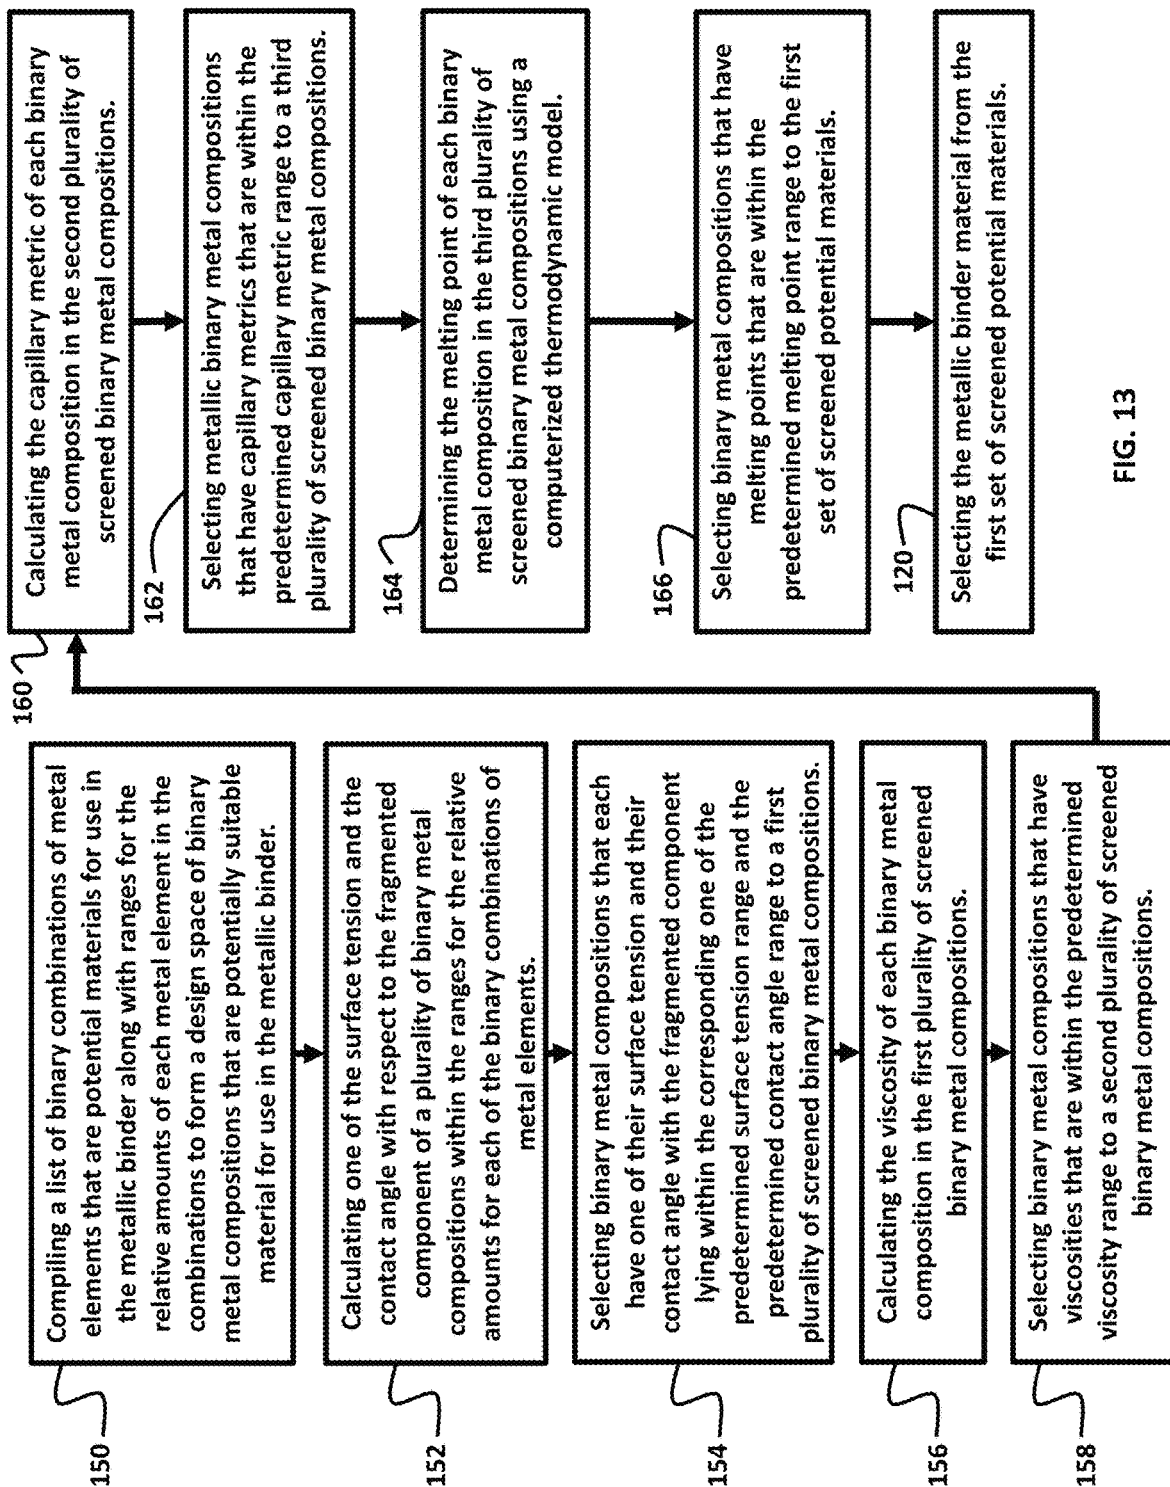 150
Compiling a list of binary combinations of metal
elements that are potential materials for use in
the metallic binder along with ranges for the
relative amounts of each metal element in the
combinations to form a design space of binary
metal compositions that are potentially suitable
material for use in the metallic binder.
152
Calculating one of the surface tension and the
contact angle with respect to the fragmented
component of a plurality of binary metal
compositions within the ranges for the relative
amounts for each of the binary combinations of
metal elements.
154
Selecting binary metal compositions that each
have one of their surface tension and their
contact angle with the fragmented component
lying within the corresponding one of the
predetermined surface tension range and the
predetermined contact angle range to a first
plurality of screened binary metal compositions.
156
Calculating the viscosity of each binary metal
composition in the first plurality of screened
binary metal compositions.
158
Selecting binary metal compositions that have
viscosities that are within the predetermined
viscosity range to a second plurality of screened
binary metal compositions.
160
Calculating the capillary metric of each binary
metal composition in the second plurality of
screened binary metal compositions.
162
Selecting metallic binary metal compositions
that have capillary metrics that are within the
predetermined capillary metric range to a third
plurality of screened binary metal compositions.
164
Determining the melting point of each binary
metal composition in the third plurality of
screened binary metal compositions using a
computerized thermodynamic model.
166
Selecting binary metal compositions that have
melting points that are within the
predetermined melting point range to the first
set of screened potential materials.
120
Selecting the metallic binder material from the
first set of screened potential materials.
FIG. 13